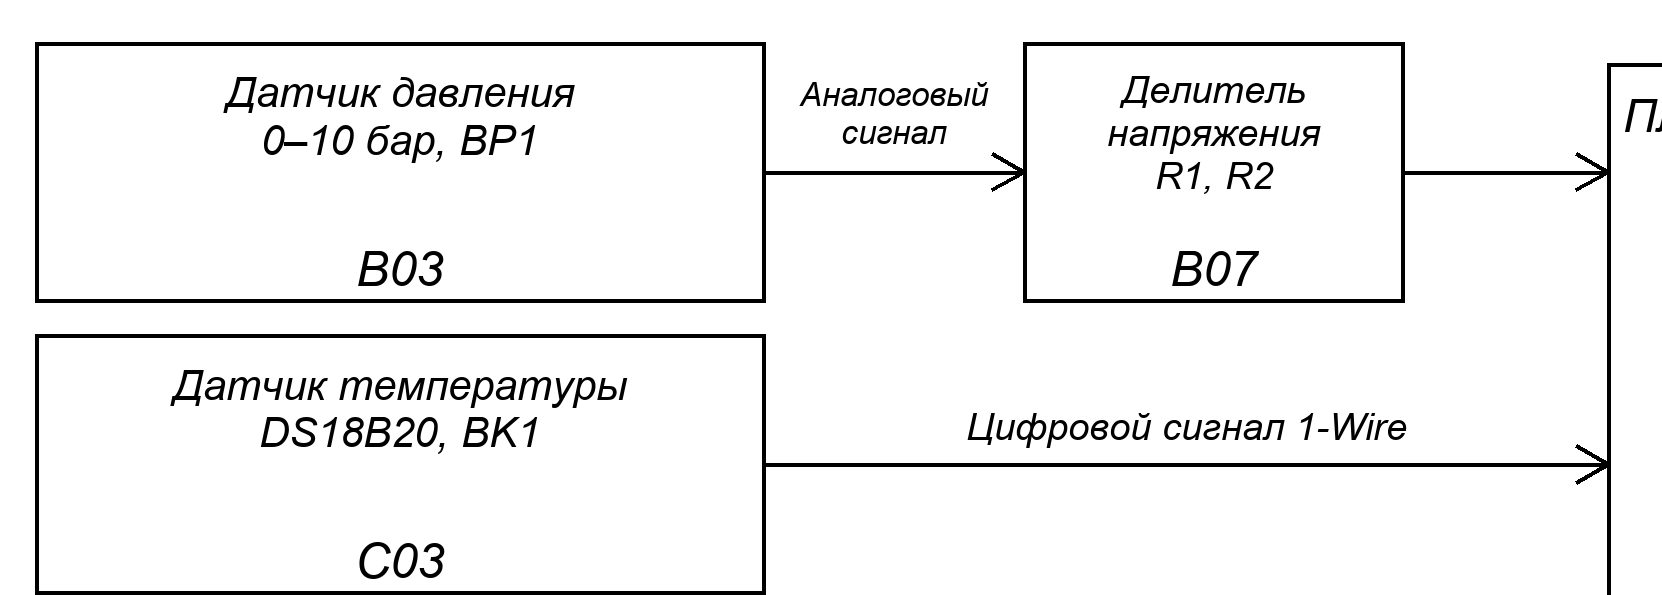 Датчик давления
0–10 бар, BP1
B03
Аналоговый
сигнал
Делитель
напряжения
R1, R2
B07
Датчик температуры
DS18B20, BK1
C03
Цифровой сигнал 1-Wire